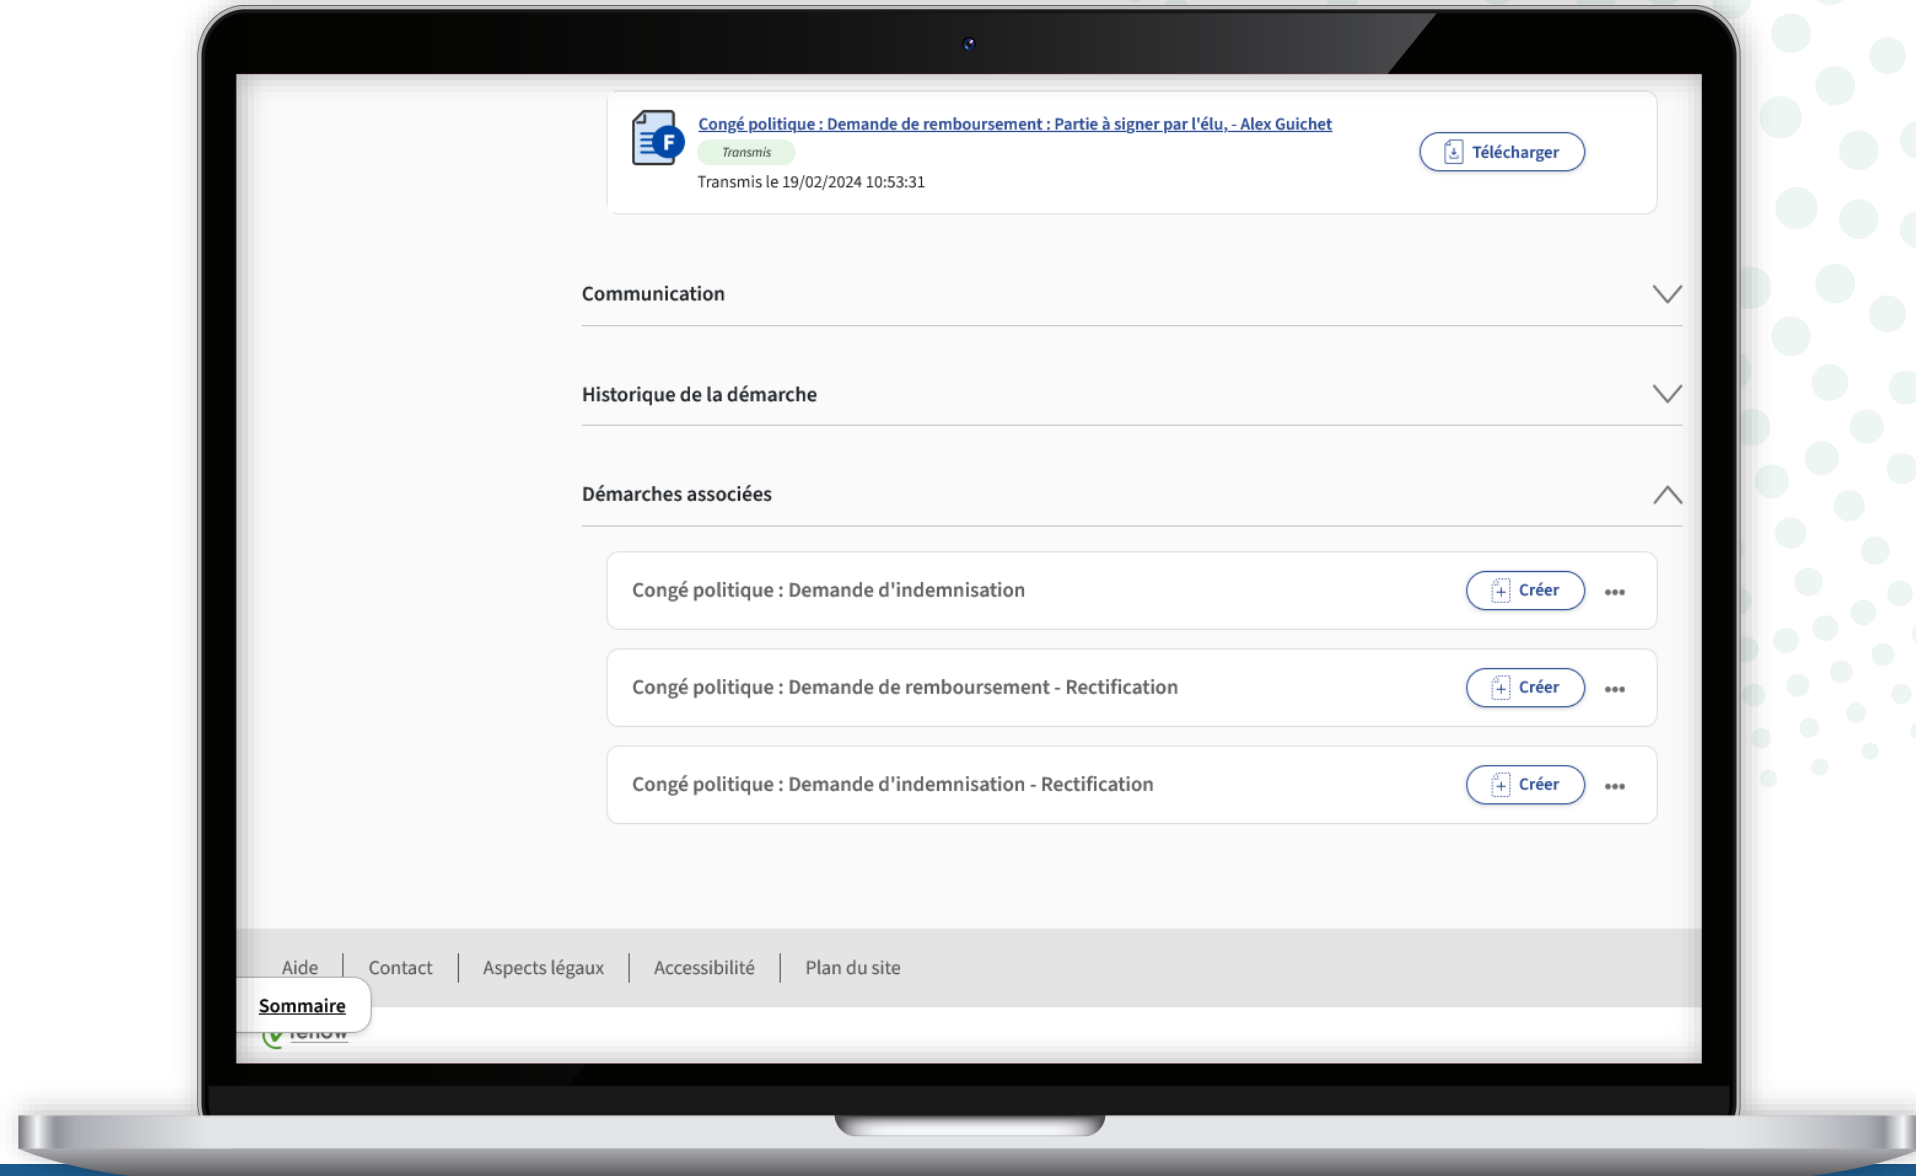 Congé politique : Demande de remboursement : Partie à signer par l'élu, - Alex Guichet
Transmis
Transmis le 19/02/2024 10:53:31
Télécharger
Communication
Historique de la démarche
Démarches associées
Congé politique : Demande d'indemnisation
Créer
Congé politique : Demande de remboursement - Rectification
Créer
Congé politique : Demande d'indemnisation - Rectification
Créer
Aide
Contact
Aspects légaux
Accessibilité
Plan du site
Sommaire
renow